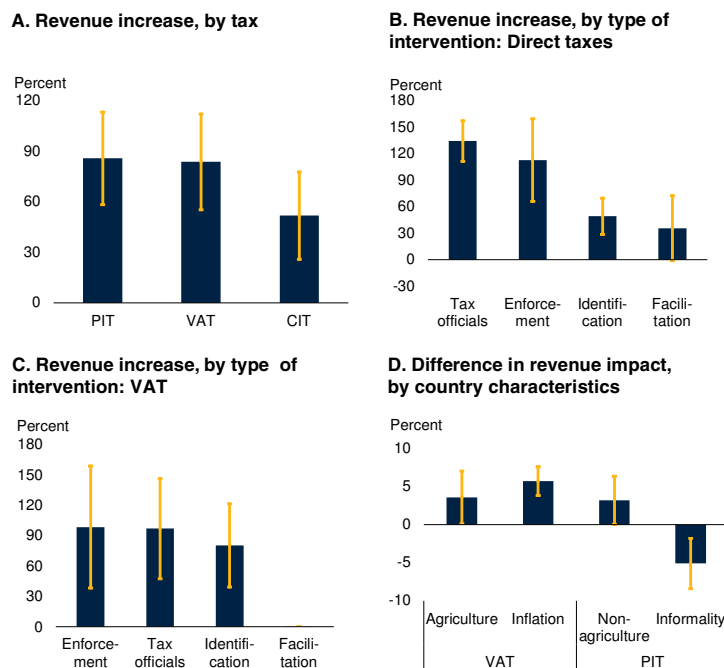 A. Revenue increase, by tax
Percent
120
90
60
30
0
PIT VAT CIT
B. Revenue increase, by type of
intervention: Direct taxes
Percent
180
150
120
90
60
30
0
-30
Tax Enforce- Identifi- Facili-
officials ment cation tation
C. Revenue increase, by type of
intervention: VAT
Percent
180
150
120
90
60
30
0
Enforce- Tax Identifi- Facili-
ment officials cation tation
D. Difference in revenue impact,
by country characteristics
Percent
10
5
0
-5
-10
Agriculture Inflation Non- Informality
agriculture
VAT PIT